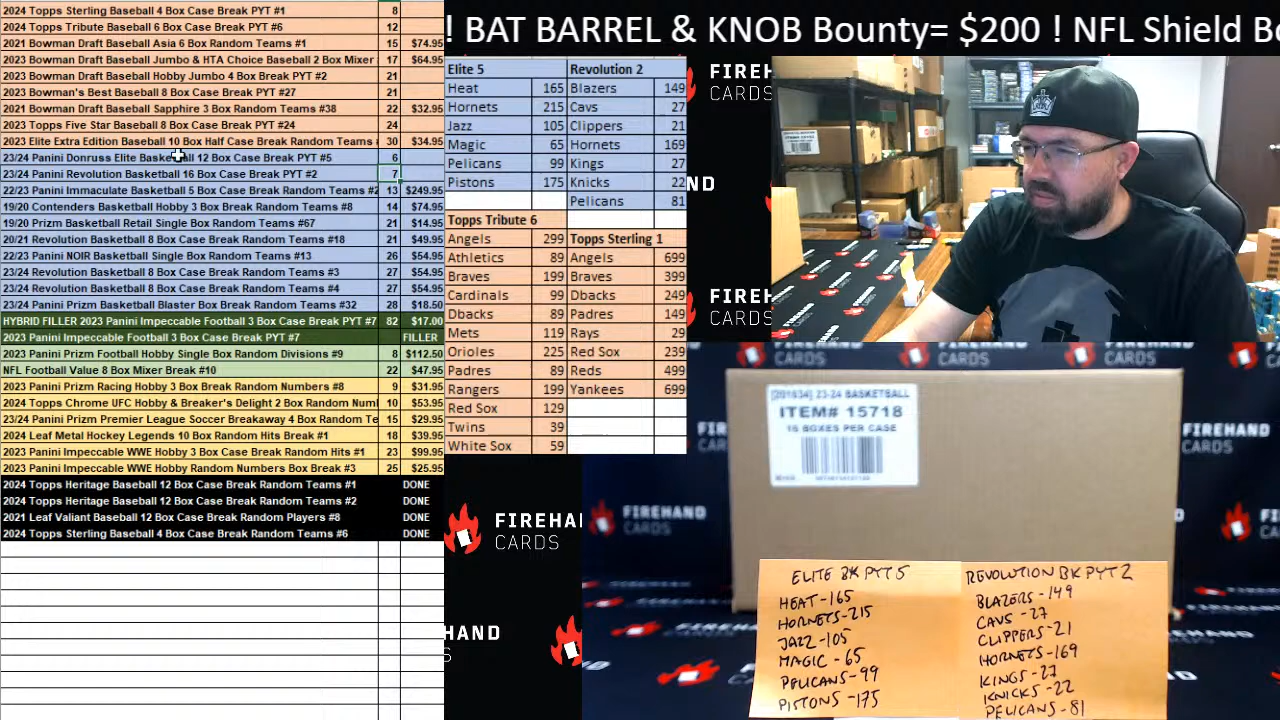 ! BAT BARREL & KNOB Bounty= $200 ! NFL Shield Bo
2024 Topps Sterling 4 Box Case Break PYT #1 8
2024 Topps Tribute 6 Box Case Break PYT #6 12
2021 Bowman Draft Baseball Asia 6 Box Random Teams #1 15 $74.95
2023 Bowman Draft Baseball Jumbo & HTA Choice Baseball 2 Box Mixer 17 $64.95
2023 Bowman Draft Baseball Hobby Jumbo 4 Box Break PYT #2 21
2023 Bowman's Best Baseball 8 Box Case Break PYT #27 21
2021 Bowman Draft Baseball Sapphire 3 Box Random Teams #38 22 $32.95
2023 Topps Five Star Baseball 8 Box Case Break PYT #24 24
2023 Elite Extra Edition Baseball 10 Box Half Case Break Random Teams 30 $34.95
23/24 Panini Donruss Elite Basketball 12 Box Case Break PYT #5 6
23/24 Panini Revolution Basketball 16 Box Case Break PYT #2 7
22/23 Panini Immaculate Basketball 5 Box Case Break Random Teams #2 13 $249.95
19/20 Contenders Basketball Hobby 3 Box Break Random Teams #8 14 $74.95
19/20 Prizm Basketball Retail Single Box Random Teams #67 21 $14.95
20/21 Revolution Basketball 8 Box Case Break Random Teams #18 21 $49.95
22/23 Panini NOIR Basketball Single Box Random Teams #13 26 $54.95
23/24 Revolution Basketball 8 Box Case Break Random Teams #3 27 $54.95
23/24 Revolution Basketball 8 Box Case Break Random Teams #4 27 $54.95
23/24 Panini Prizm Basketball Blaster Box Break Random Teams #32 28 $18.50
HYBRID FILLER 2023 Panini Impeccable Football 3 Box Case Break PYT #7 82 $17.00
2023 Panini Impeccable Football 3 Box Case Break PYT #7 FILLER
2023 Panini Prizm Football Hobby Single Box Random Divisions #9 8 $112.50
NFL Football Value 8 Box Mixer Break #10 22 $47.95
2023 Panini Prizm Racing Hobby 3 Box Break Random Numbers #8 9 $31.95
2024 Topps Chrome UFC Hobby & Breaker's Delight 2 Box Random Numl 10 $53.95
23/24 Panini Prizm Premier League Soccer Breakaway 4 Box Random Te 15 $29.95
2024 Leaf Metal Hockey Legends 10 Box Random Hits Break #1 18 $39.95
2023 Panini Impeccable WWE Hobby 3 Box Case Break Random Hits #1 23 $99.95
2023 Panini Impeccable WWE Hobby Random Numbers Box Break #3 25 $25.95
2024 Topps Heritage Baseball 12 Box Case Break Random Teams #1 DONE
2024 Topps Heritage Baseball 12 Box Case Break Random Teams #2 DONE
2021 Leaf Valiant Baseball 12 Box Case Break Random Players #8 DONE
2024 Topps Sterling Baseball 4 Box Case Break Random Teams #6 DONE
Elite 5
Heat 165
Hornets 215
Jazz 105
Magic 65
Pelicans 99
Pistons 175
Revolution 2
Blazers 149
Cavs 27
Clippers 21
Hornets 169
Kings 27
Knicks 22
Pelicans 81
Topps Tribute 6
Angels 299
Athletics 89
Braves 199
Cardinals 99
Dbacks 89
Mets 119
Orioles 225
Padres 89
Rangers 199
Red Sox 129
Twins 39
White Sox 59
Topps Sterling 1
Angels 699
Braves 399
Dbacks 249
Padres 149
Rays 29
Red Sox 239
Reds 499
Yankees 699
FIREHA
CARDS
ND
FIREH
CARDS
FIREHAN
CARDS
HAND
S
[201634] 23-24 BASKETBALL
ITEM# 15718
16 BOXES PER CASE
FIREHAND
CARDS
ELITE BK PYT 5
HEAT-165
HORNETS-215
JAZZ-105
MAGIC-65
PELICANS-99
PISTONS-175
REVOLUTION BK PYT 2
BLAZERS-149
CAVS-27
CLIPPERS-21
HORNETS-169
KINGS-27
KNICKS-22
PELICANS-81